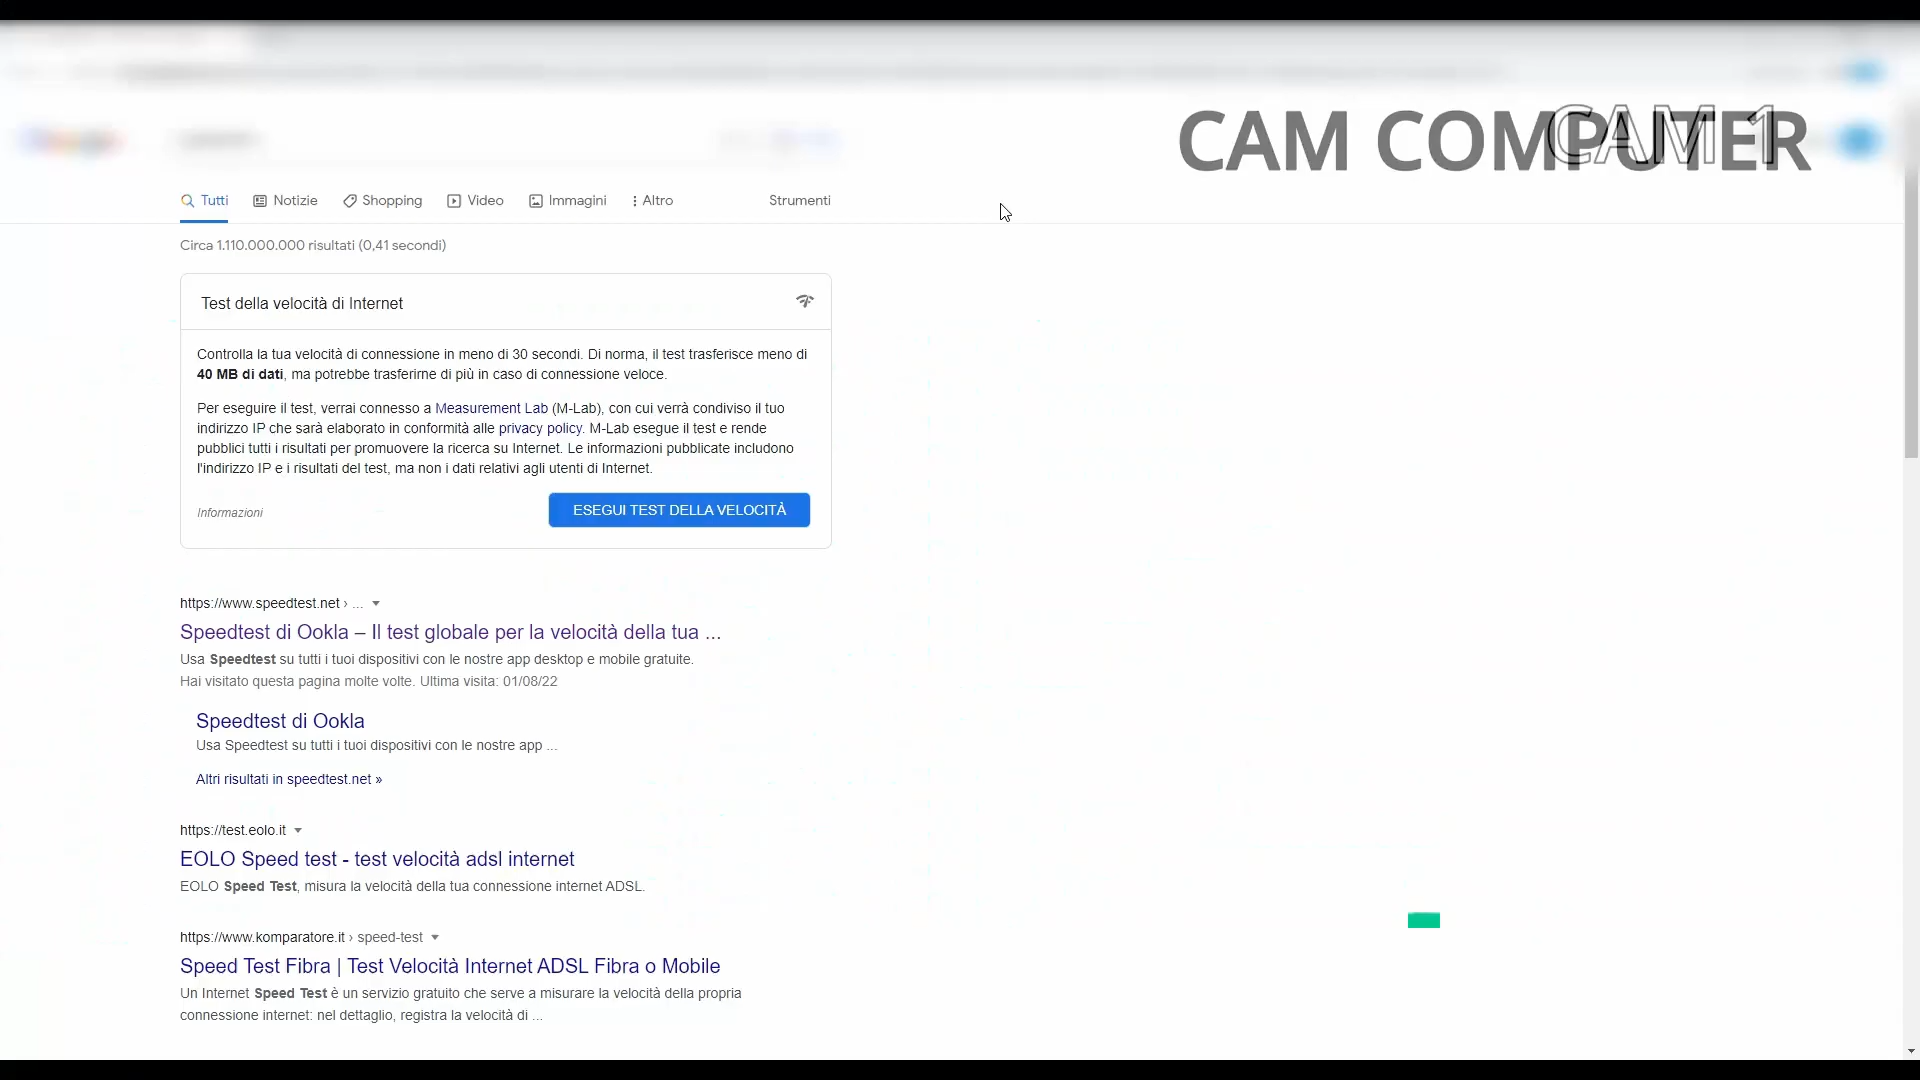 CAM COMPUTER
CAM 1
Tutti Notizie Shopping Video Immagini Altro Strumenti
Circa 1.110.000.000 risultati (0,41 secondi)
Test della velocità di Internet
Controlla la tua velocità di connessione in meno di 30 secondi. Di norma, il test trasferisce meno di
40 MB di dati, ma potrebbe trasferirne di più in caso di connessione veloce.
Per eseguire il test, verrai connesso a Measurement Lab (M-Lab), con cui verrà condiviso il tuo
indirizzo IP che sarà elaborato in conformità alle privacy policy. M-Lab esegue il test e rende
pubblici tutti i risultati per promuovere la ricerca su Internet. Le informazioni pubblicate includono
l'indirizzo IP e i risultati del test, ma non i dati relativi agli utenti di Internet.
Informazioni ESEGUI TEST DELLA VELOCITÀ
https://www.speedtest.net › ...
Speedtest di Ookla – Il test globale per la velocità della tua ...
Usa Speedtest su tutti i tuoi dispositivi con le nostre app desktop e mobile gratuite.
Hai visitato questa pagina molte volte. Ultima visita: 01/08/22
Speedtest di Ookla
Usa Speedtest su tutti i tuoi dispositivi con le nostre app ...
Altri risultati in speedtest.net »
https://test.eolo.it
EOLO Speed test - test velocità adsl internet
EOLO Speed Test, misura la velocità della tua connessione internet ADSL.
https://www.komparatore.it › speed-test
Speed Test Fibra | Test Velocità Internet ADSL Fibra o Mobile
Un Internet Speed Test è un servizio gratuito che serve a misurare la velocità della propria
connessione internet: nel dettaglio, registra la velocità di ...